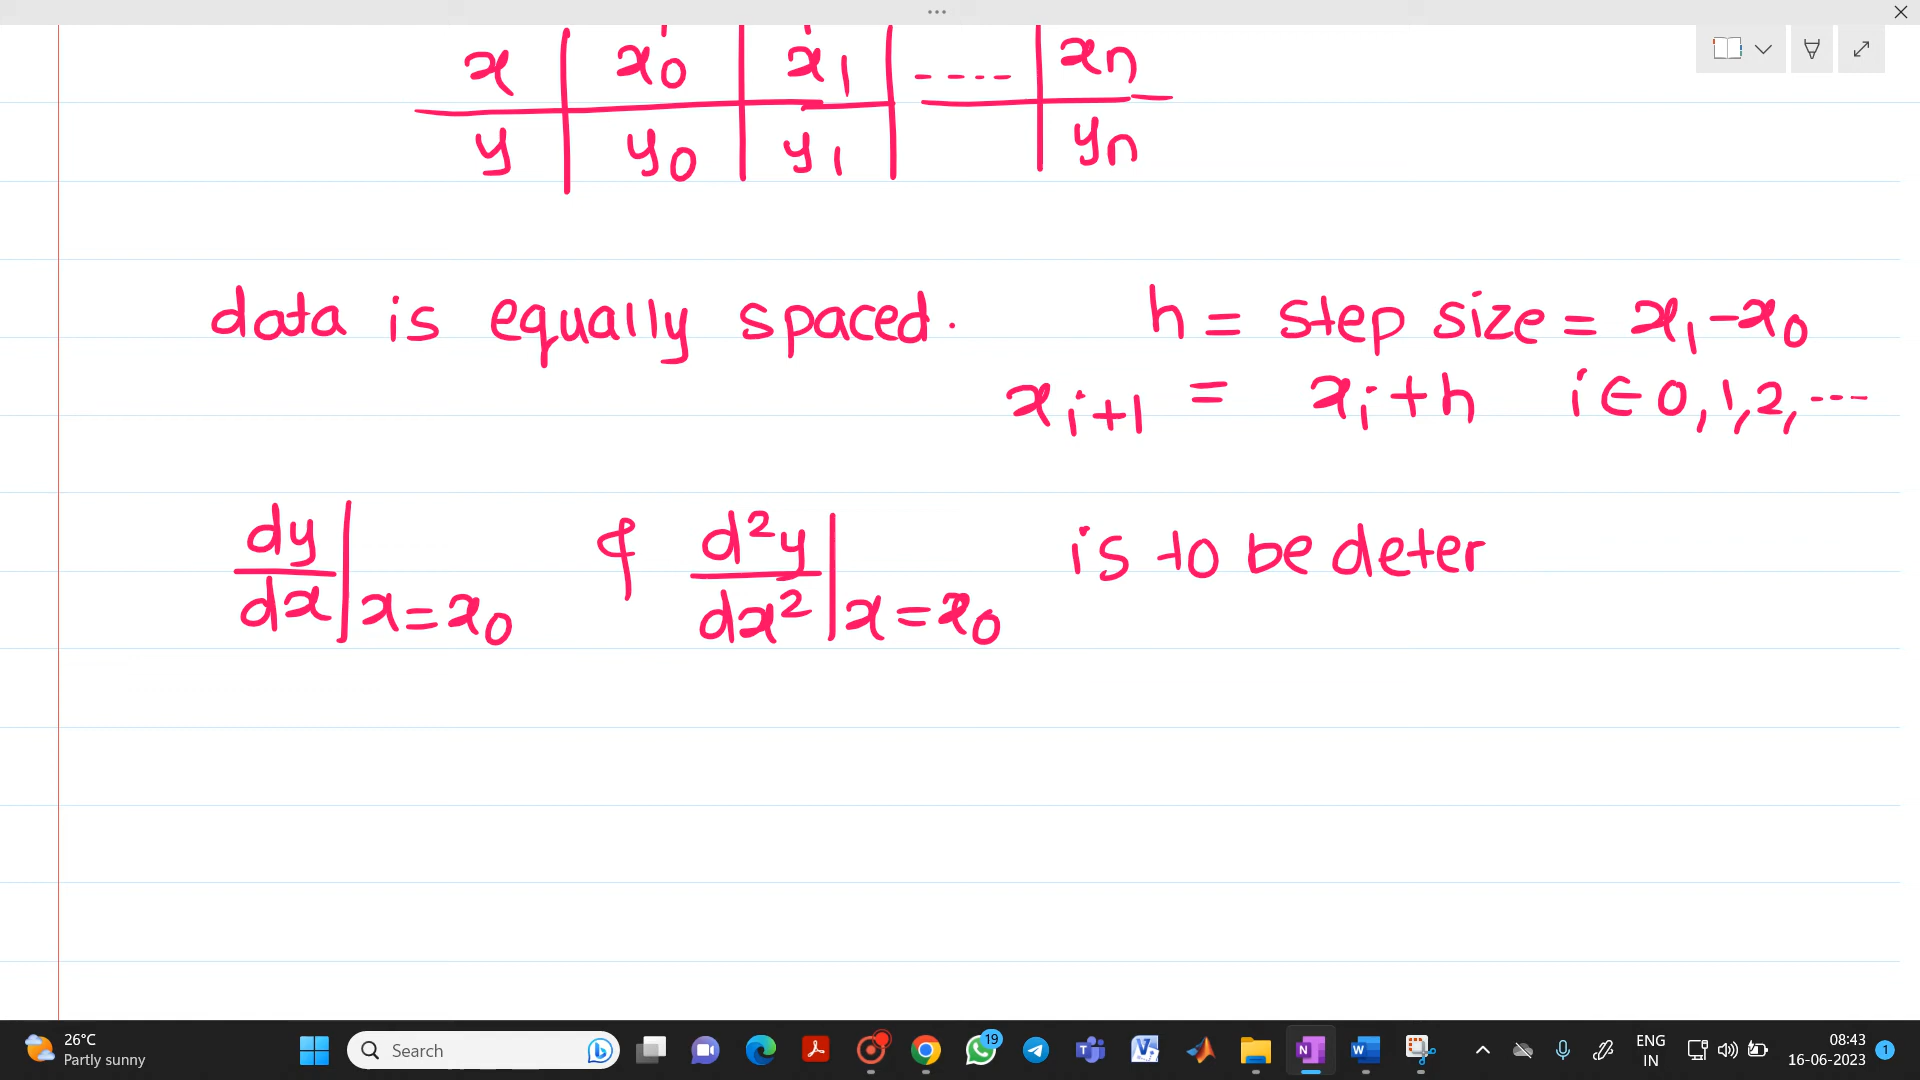 x | x₀ | x₁ | ---- | xₙ
y | y₀ | y₁ | | yₙ
data is equally spaced. h = step size = x₁ - x₀
xᵢ₊₁ = xᵢ + h i ∈ 0, 1, 2, ---
dy/dx |x=x₀ & d²y/dx² |x=x₀ is to be deter
26°C
Partly sunny
Search
19
ENG
IN
08:43
16-06-2023
1